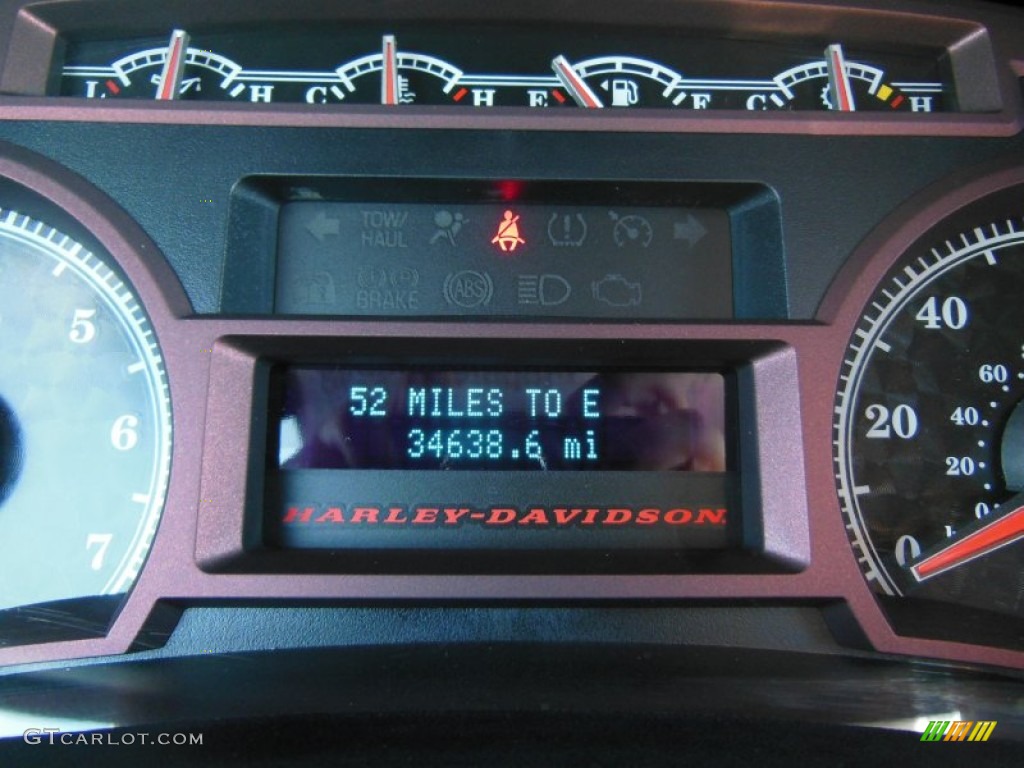 L H C H E F C H
TOW/
HAUL
BRAKE ABS
5
6
7
52 MILES TO E
34638.6 mi
HARLEY-DAVIDSON
40
20
0
60
40
20
0
GTCARLOT.COM